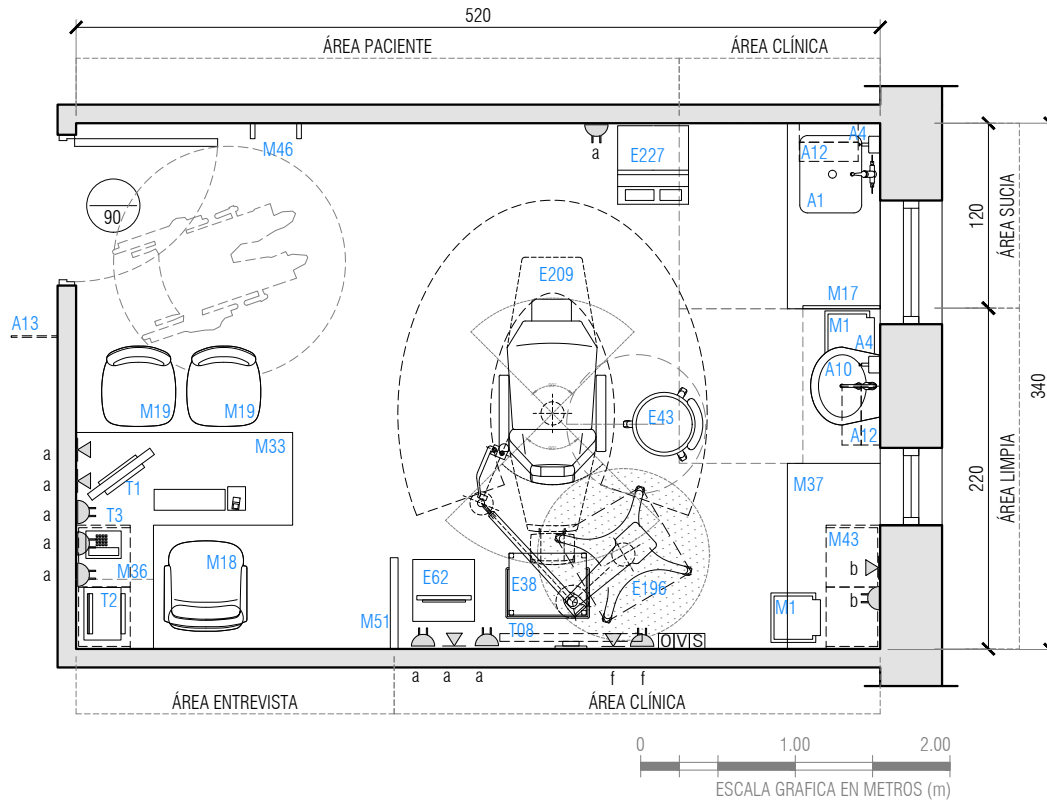 520
ÁREA PACIENTE
ÁREA CLÍNICA
M46
a
E227
A12
A4
A1
120
ÁREA SUCIA
90
E209
M17
A13
M1
A4
A10
340
M19
M19
E43
A12
a
M33
a
T1
M37
220
ÁREA LIMPIA
a
T3
a
M43
a
M36
M18
b
T2
E62
E38
E196
b
M1
M51
T08
O V S
a
a
a
f
f
ÁREA ENTREVISTA
ÁREA CLÍNICA
0
1.00
2.00
ESCALA GRAFICA EN METROS (m)